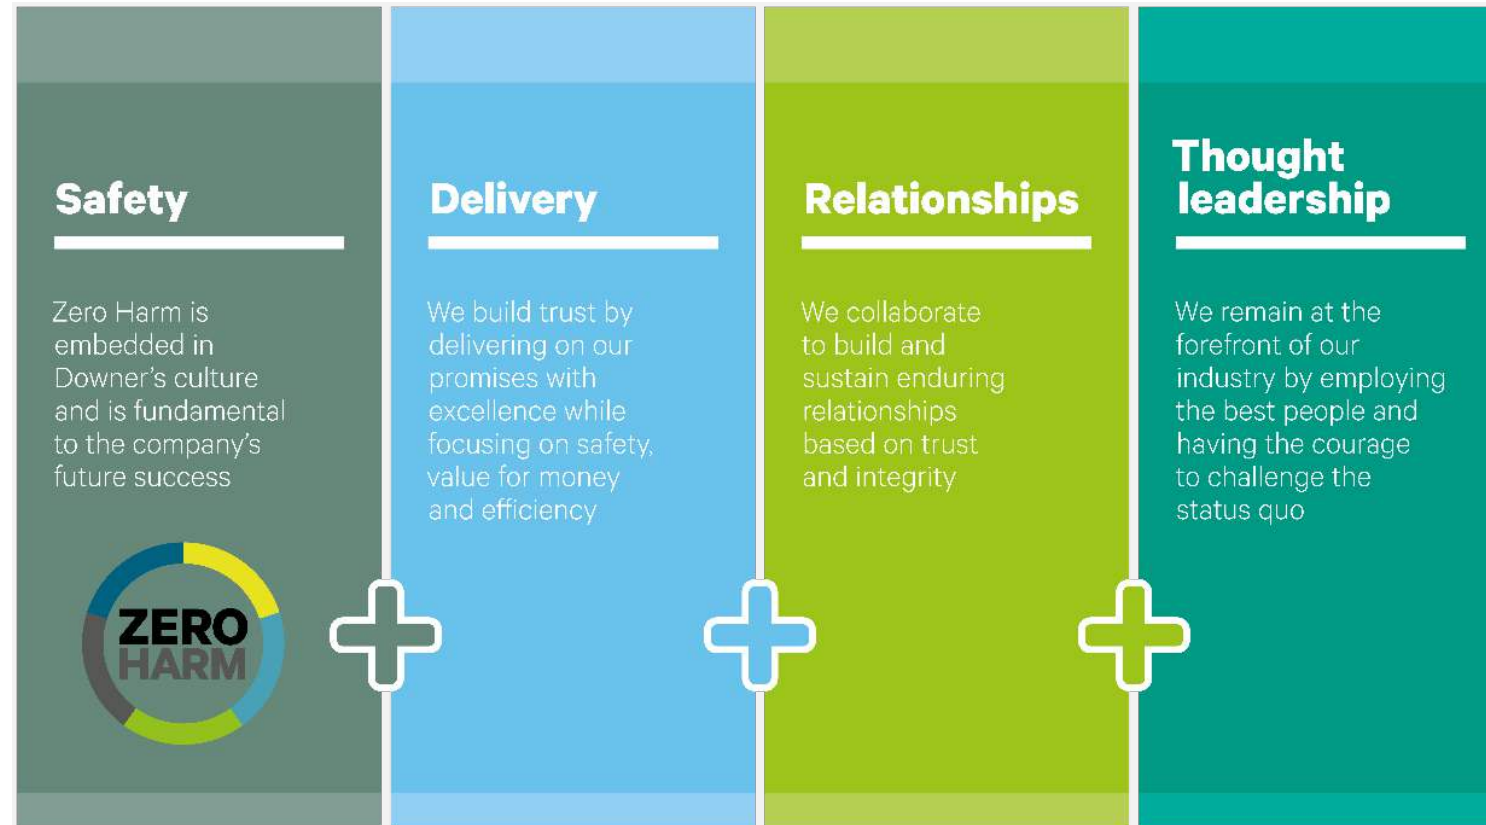 Safety
Zero Harm is
embedded in
Downer's culture
and is fundamental
to the company's
future success
ZERO
HARM
Delivery
We build trust by
delivering on our
promises with
excellence while
focusing on safety,
value for money
and efficiency
Relationships
We collaborate
to build and
sustain enduring
relationships
based on trust
and integrity
Thought
leadership
We remain at the
forefront of our
industry by employing
the best people and
having the courage
to challenge the
status quo